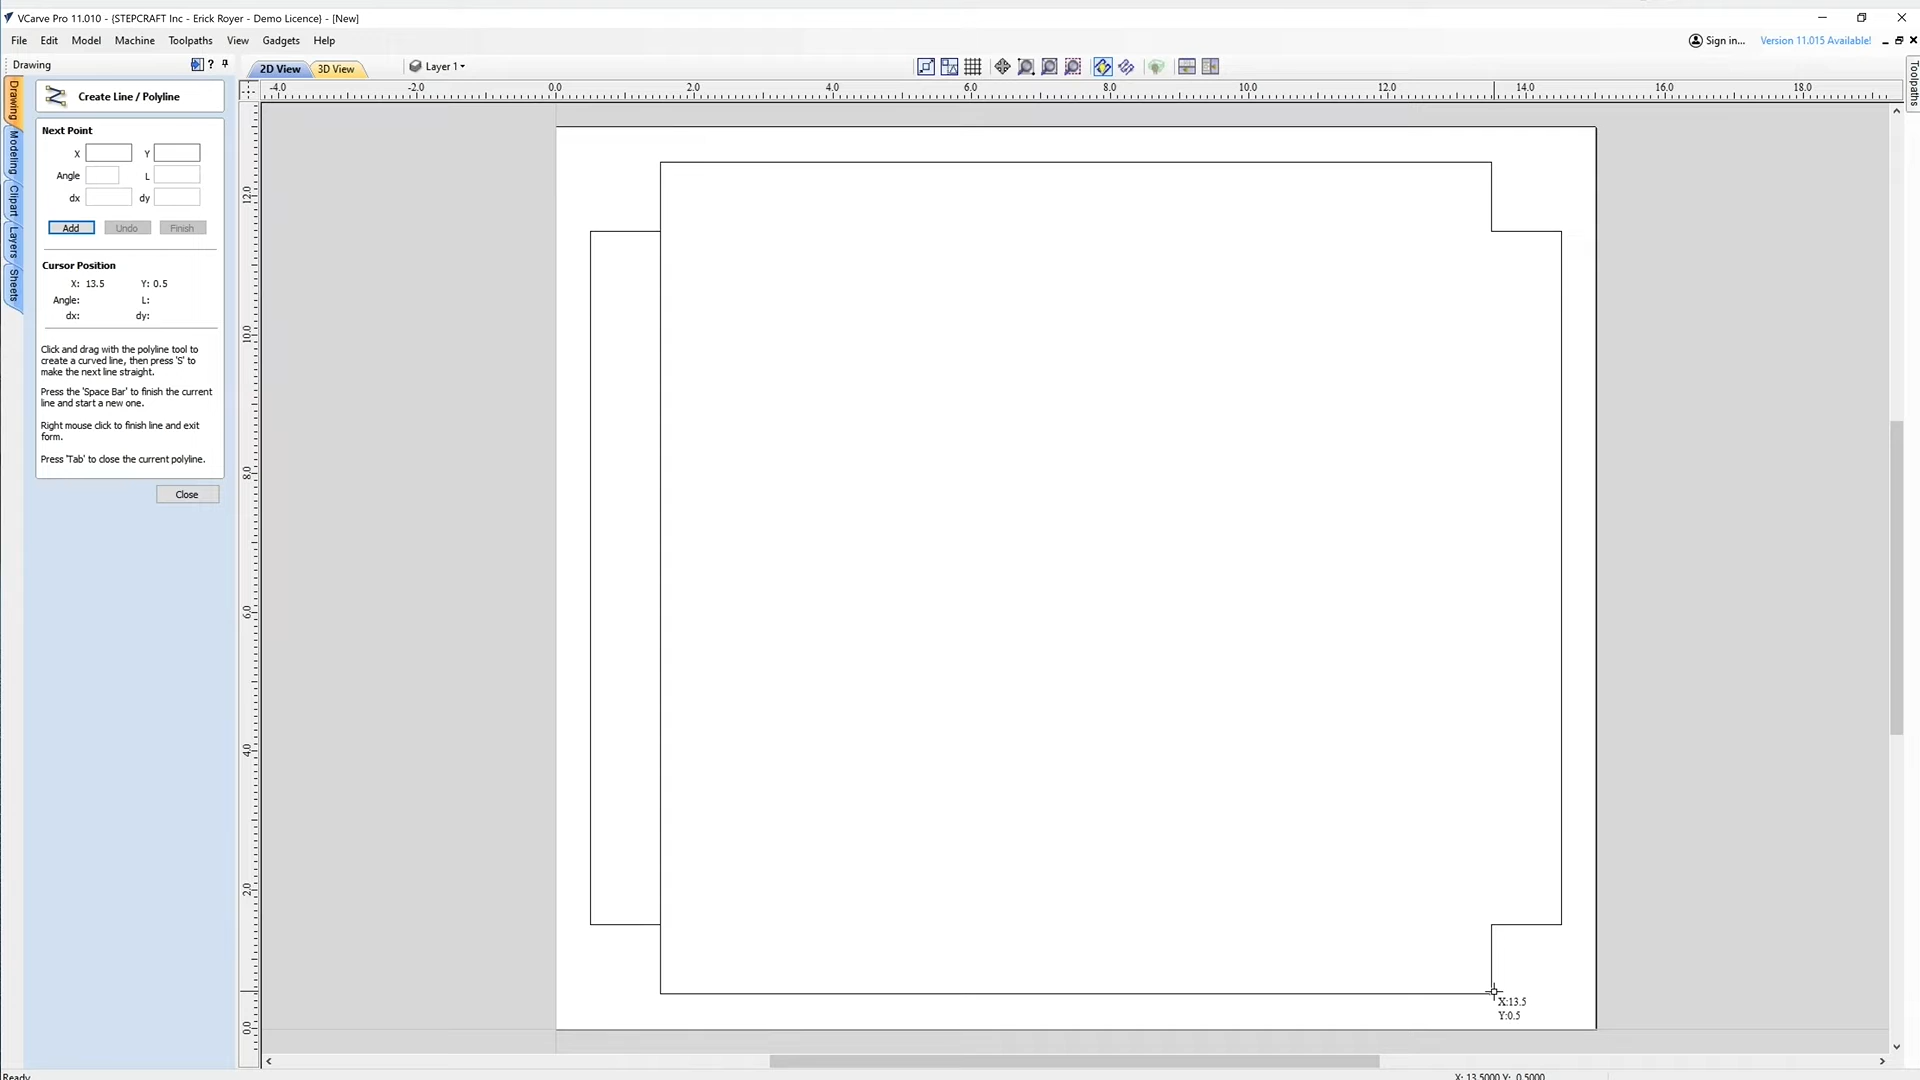 VCarve Pro 11.010 - {STEPCRAFT Inc - Erick Royer - Demo Licence} - [New]
File Edit Model Machine Toolpaths View Gadgets Help
Sign in... Version 11.015 Available!
Drawing ?
2D View 3D View Layer 1
Toolpaths
Drawing
Modeling
Clipart
Layers
Sheets
Create Line / Polyline
Next Point
X Y
Angle L
dx dy
Add Undo Finish
Cursor Position
X: 13.5 Y: 0.5
Angle: L:
dx: dy:
Click and drag with the polyline tool to
create a curved line, then press 'S' to
make the next line straight.
Press the 'Space Bar' to finish the current
line and start a new one.
Right mouse click to finish line and exit
form.
Press 'Tab' to close the current polyline.
Close
-4.0 -2.0 0.0 2.0 4.0 6.0 8.0 10.0 12.0 14.0 16.0 18.0
12.0
10.0
8.0
6.0
4.0
2.0
0.0
X:13.5
Y:0.5
Ready
X: 13.5000 Y: 0.5000